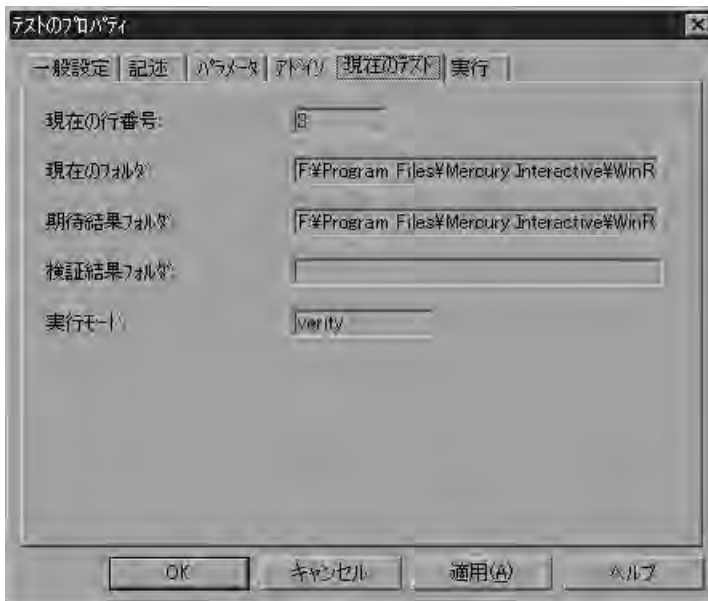 テストのプロパティ
一般設定 記述 パラメータ アドイン 現在のテスト 実行
現在の行番号:
現在のフォルダ:
F:¥Program Files¥Mercury Interactive¥WinR
期待結果フォルダ:
F:¥Program Files¥Mercury Interactive¥WinR
検証結果フォルダ:
実行モード:
verify
OK キャンセル 適用(A) ヘルプ